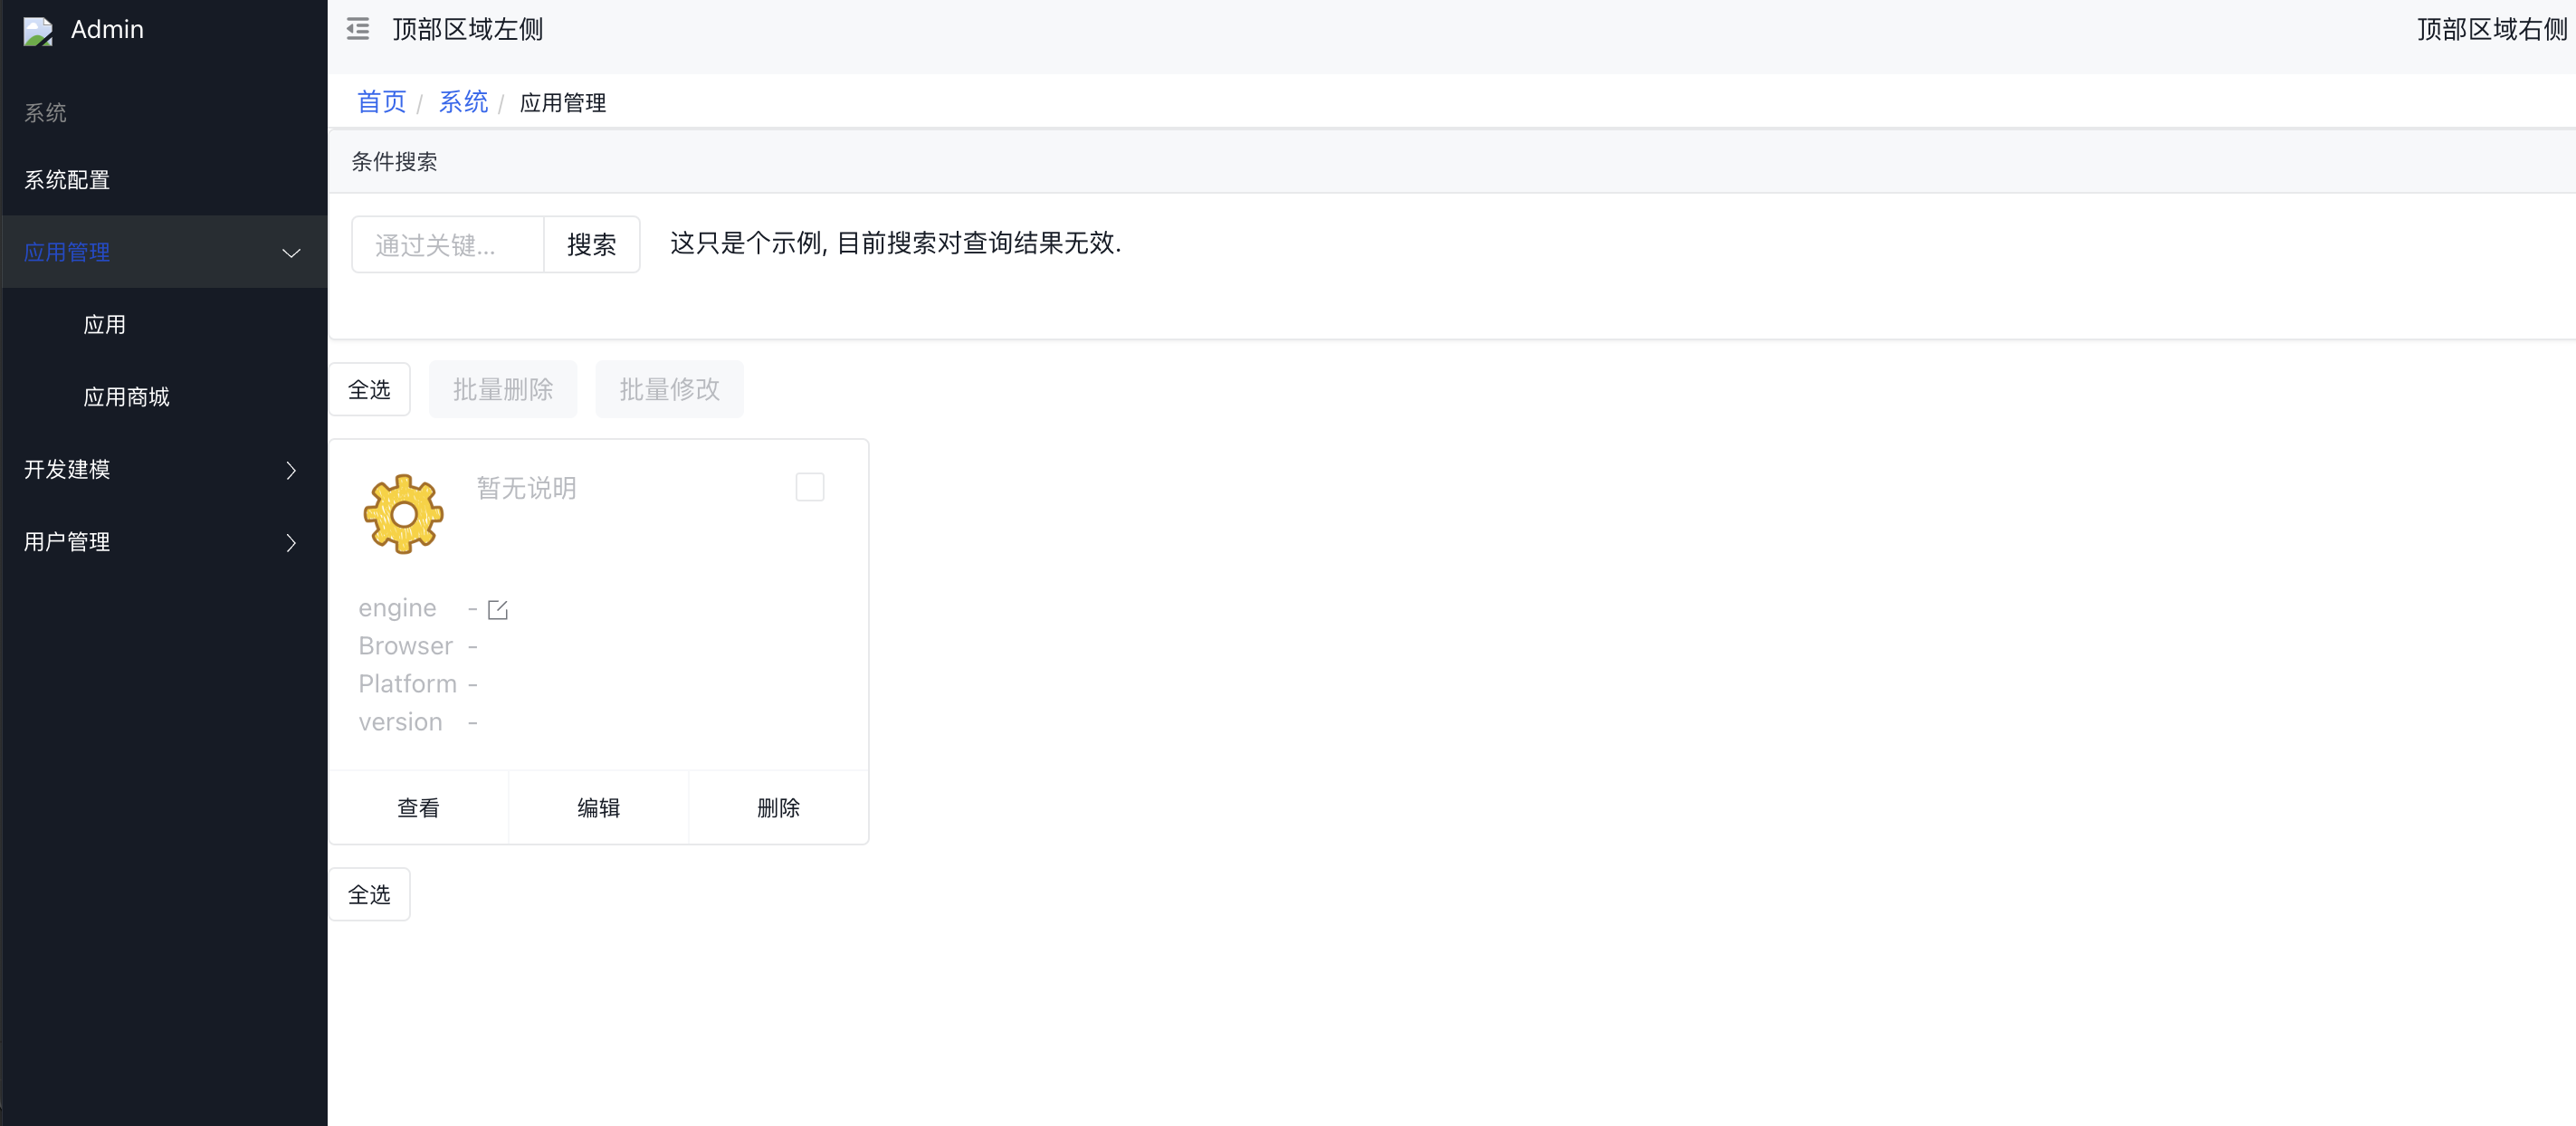 Admin
顶部区域左侧
顶部区域右侧
系统
系统配置
应用管理
应用
应用商城
开发建模
用户管理
首页 / 系统 / 应用管理
条件搜索
通过关键...
搜索
这只是个示例, 目前搜索对查询结果无效.
全选
批量删除
批量修改
暂无说明
engine -
Browser -
Platform -
version -
查看
编辑
删除
全选